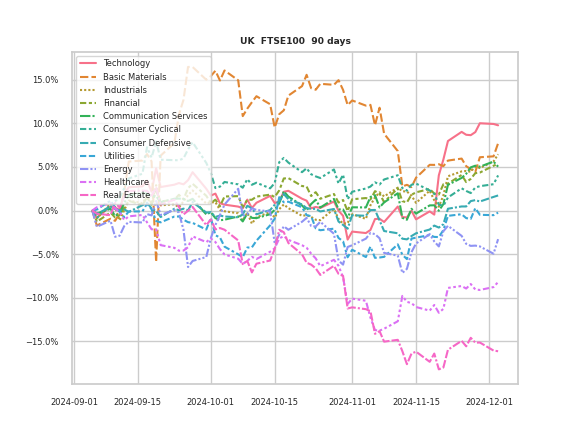 UK  FTSE100  90 days
Technology
Basic Materials
Industrials
Financial
Communication Services
Consumer Cyclical
Consumer Defensive
Utilities
Energy
Healthcare
Real Estate
15.0%
10.0%
5.0%
0.0%
−5.0%
−10.0%
−15.0%
2024-09-01 2024-09-15 2024-10-01 2024-10-15 2024-11-01 2024-11-15 2024-12-01